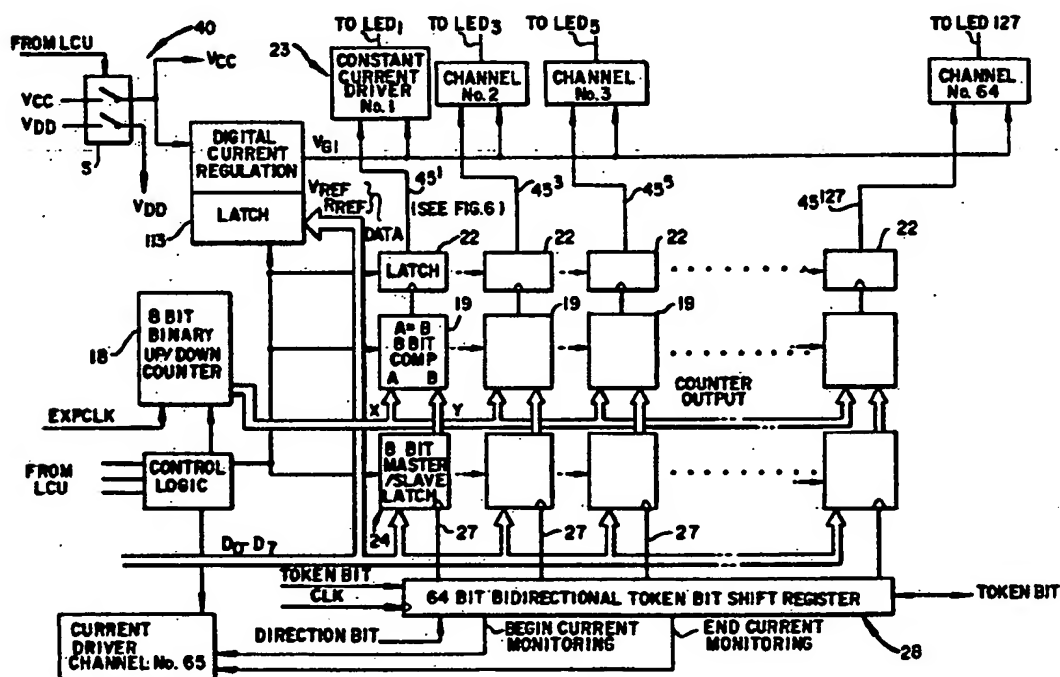 TO LED1
TO LED3
TO LED5
TO LED 127
FROM LCU
40
VCC
23
CONSTANT
CURRENT
DRIVER
No. 1
CHANNEL
No. 2
CHANNEL
No. 3
CHANNEL
No. 64
VCC
VDD
S
VDD
DIGITAL
CURRENT
REGULATION
VG1
LATCH
113
VREF
RREF
DATA
(SEE FIG. 6)
45¹
45³
45⁵
45¹²⁷
22
22
22
22
LATCH
8 BIT
BINARY
UP/DOWN
COUNTER
18
A=B
8 BIT
COMP
A B
19
19
19
X
Y
COUNTER
OUTPUT
EXPCLK
FROM
LCU
CONTROL
LOGIC
8 BIT
MASTER
/SLAVE
LATCH
24
27
27
27
D0-D7
TOKEN BIT
CLK
64 BIT BIDIRECTIONAL TOKEN BIT SHIFT REGISTER
TOKEN BIT
28
DIRECTION BIT
BEGIN CURRENT
MONITORING
END CURRENT
MONITORING
CURRENT
DRIVER
CHANNEL No. 65